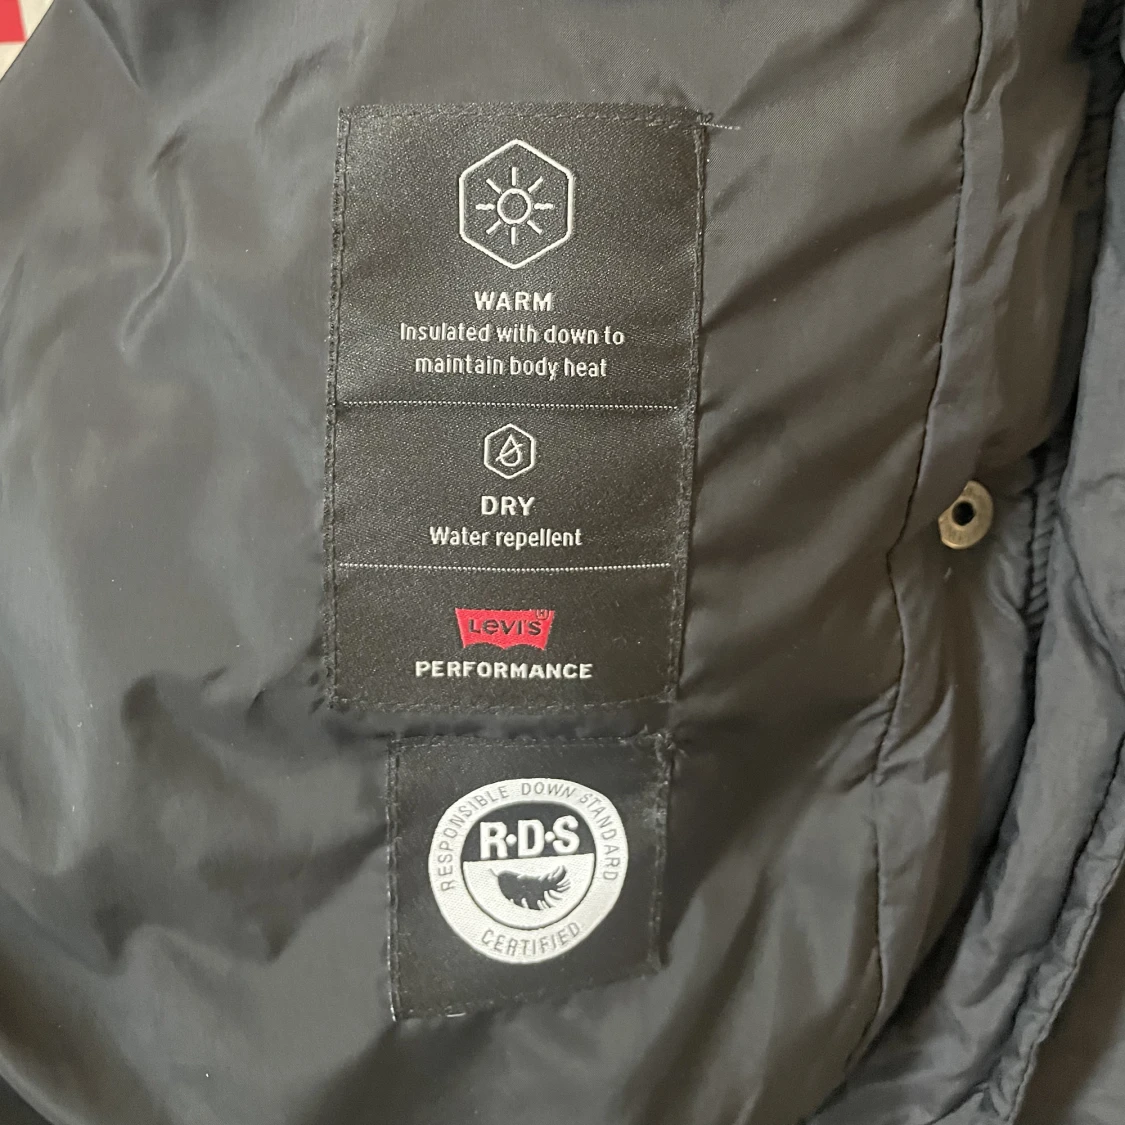 WARM
Insulated with down to
maintain body heat
DRY
Water repellent
Levi's®
PERFORMANCE
RESPONSIBLE DOWN STANDARD
R•D•S
CERTIFIED